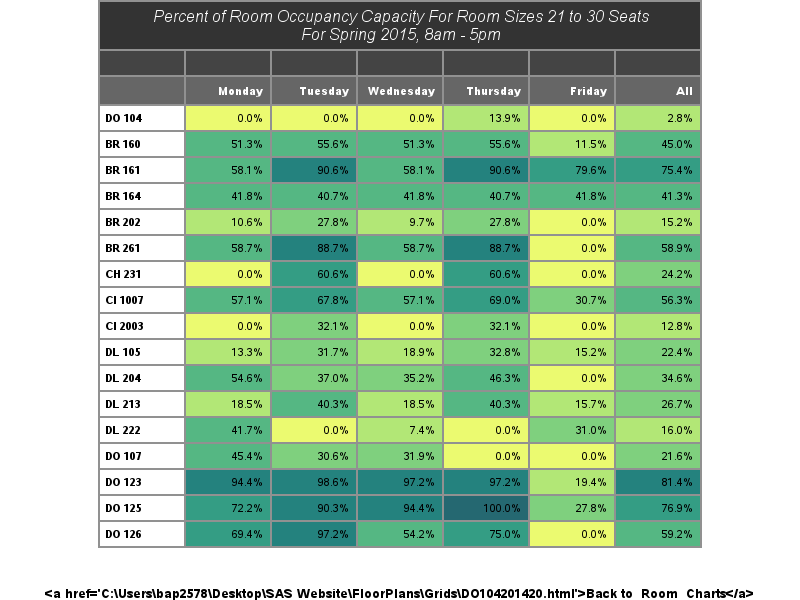 Percent of Room Occupancy Capacity For Room Sizes 21 to 30 Seats
For Spring 2015, 8am - 5pm
Monday Tuesday Wednesday Thursday Friday All
DO 104 0.0% 0.0% 0.0% 13.9% 0.0% 2.8%
BR 160 51.3% 55.6% 51.3% 55.6% 11.5% 45.0%
BR 161 58.1% 90.6% 58.1% 90.6% 79.6% 75.4%
BR 164 41.8% 40.7% 41.8% 40.7% 41.8% 41.3%
BR 202 10.6% 27.8% 9.7% 27.8% 0.0% 15.2%
BR 261 58.7% 88.7% 58.7% 88.7% 0.0% 58.9%
CH 231 0.0% 60.6% 0.0% 60.6% 0.0% 24.2%
CI 1007 57.1% 67.8% 57.1% 69.0% 30.7% 56.3%
CI 2003 0.0% 32.1% 0.0% 32.1% 0.0% 12.8%
DL 105 13.3% 31.7% 18.9% 32.8% 15.2% 22.4%
DL 204 54.6% 37.0% 35.2% 46.3% 0.0% 34.6%
DL 213 18.5% 40.3% 18.5% 40.3% 15.7% 26.7%
DL 222 41.7% 0.0% 7.4% 0.0% 31.0% 16.0%
DO 107 45.4% 30.6% 31.9% 0.0% 0.0% 21.6%
DO 123 94.4% 98.6% 97.2% 97.2% 19.4% 81.4%
DO 125 72.2% 90.3% 94.4% 100.0% 27.8% 76.9%
DO 126 69.4% 97.2% 54.2% 75.0% 0.0% 59.2%
<a href='C:\Users\bap2578\Desktop\SAS Website\FloorPlans\Grids\DO104201420.html'>Back to Room Charts</a>